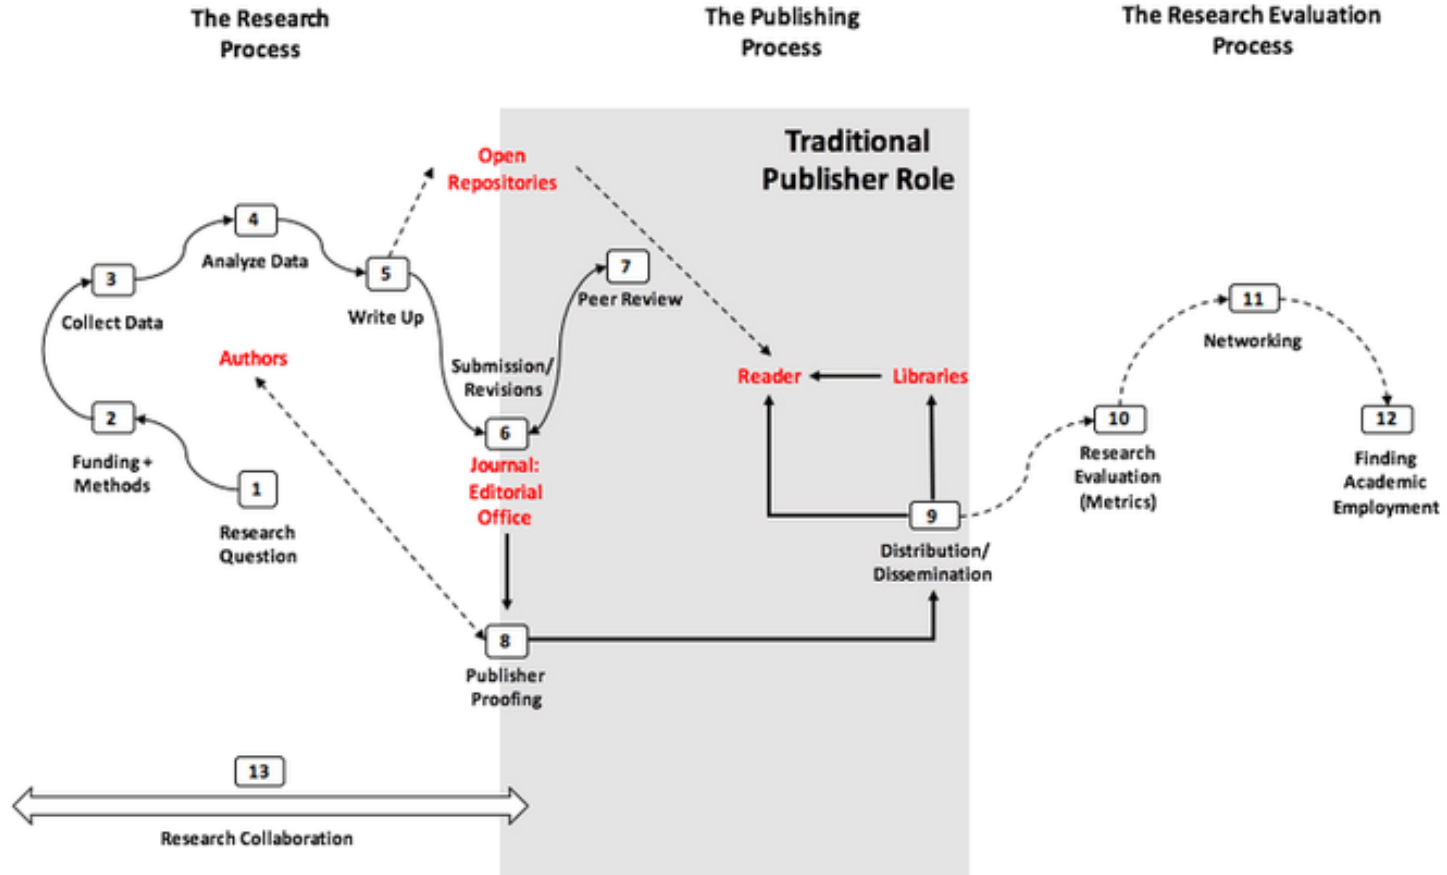 The Research
Process
The Publishing
Process
The Research Evaluation
Process
Traditional
Publisher Role
Open
Repositories
4
Analyze Data
3
Collect Data
5
Write Up
7
Peer Review
Authors
Submission/
Revisions
6
Journal:
Editorial
Office
2
Funding+
Methods
1
Research
Question
Reader
Libraries
9
Distribution/
Dissemination
8
Publisher
Proofing
11
Networking
10
Research
Evaluation
(Metrics)
12
Finding
Academic
Employment
13
Research Collaboration